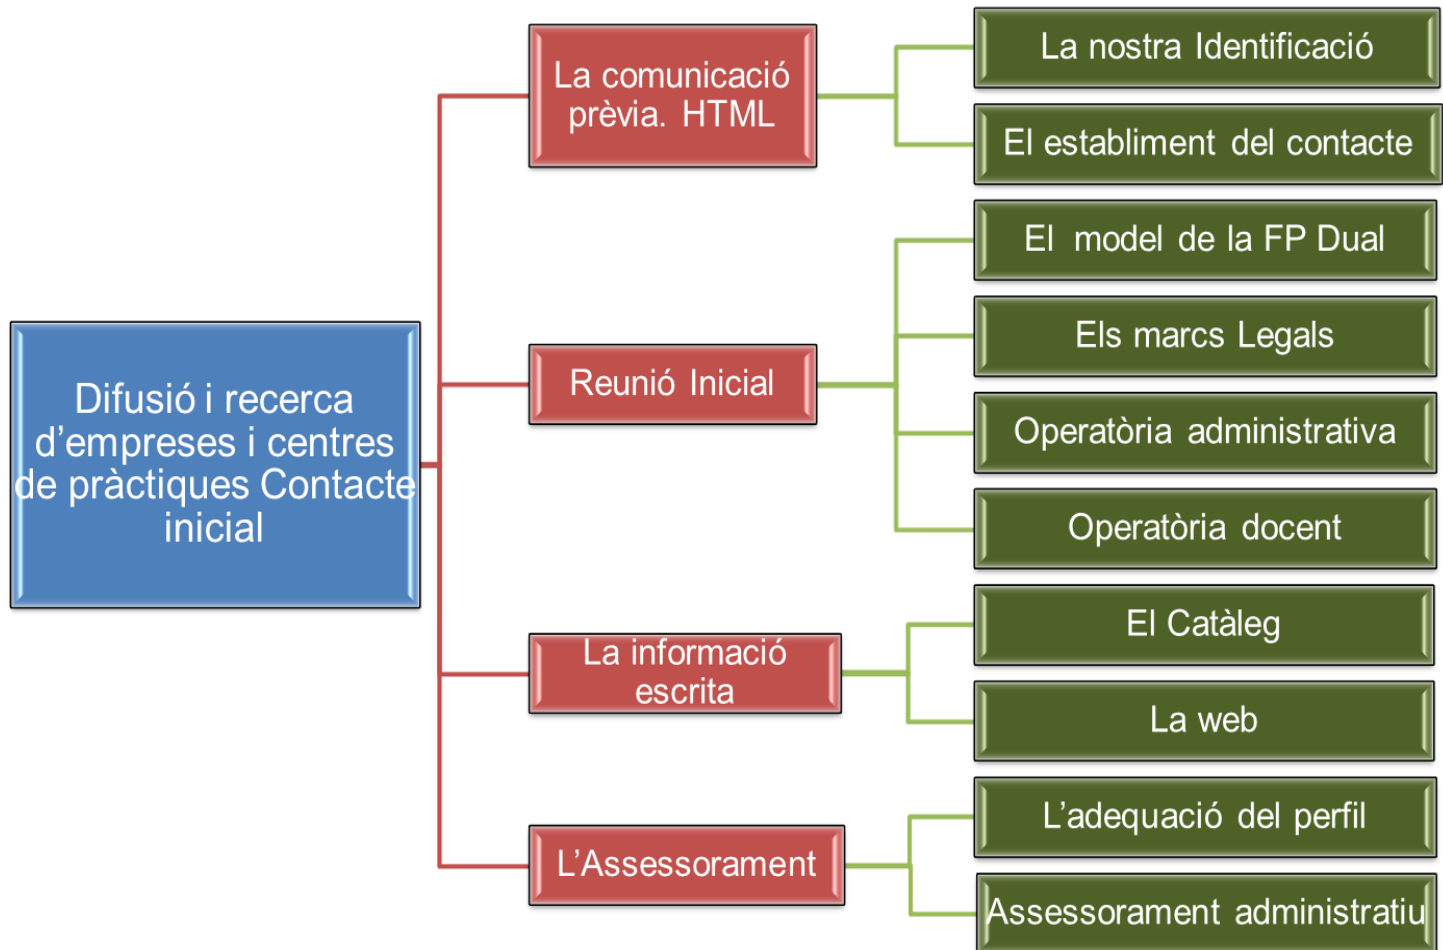 Difusió i recerca
d’empreses i centres
de pràctiques Contacte
inicial
La comunicació
prèvia. HTML
La nostra Identificació
El establiment del contacte
Reunió Inicial
El model de la FP Dual
Els marcs Legals
Operatòria administrativa
Operatòria docent
La informació
escrita
El Catàleg
La web
L’Assessorament
L’adequació del perfil
Assessorament administratiu